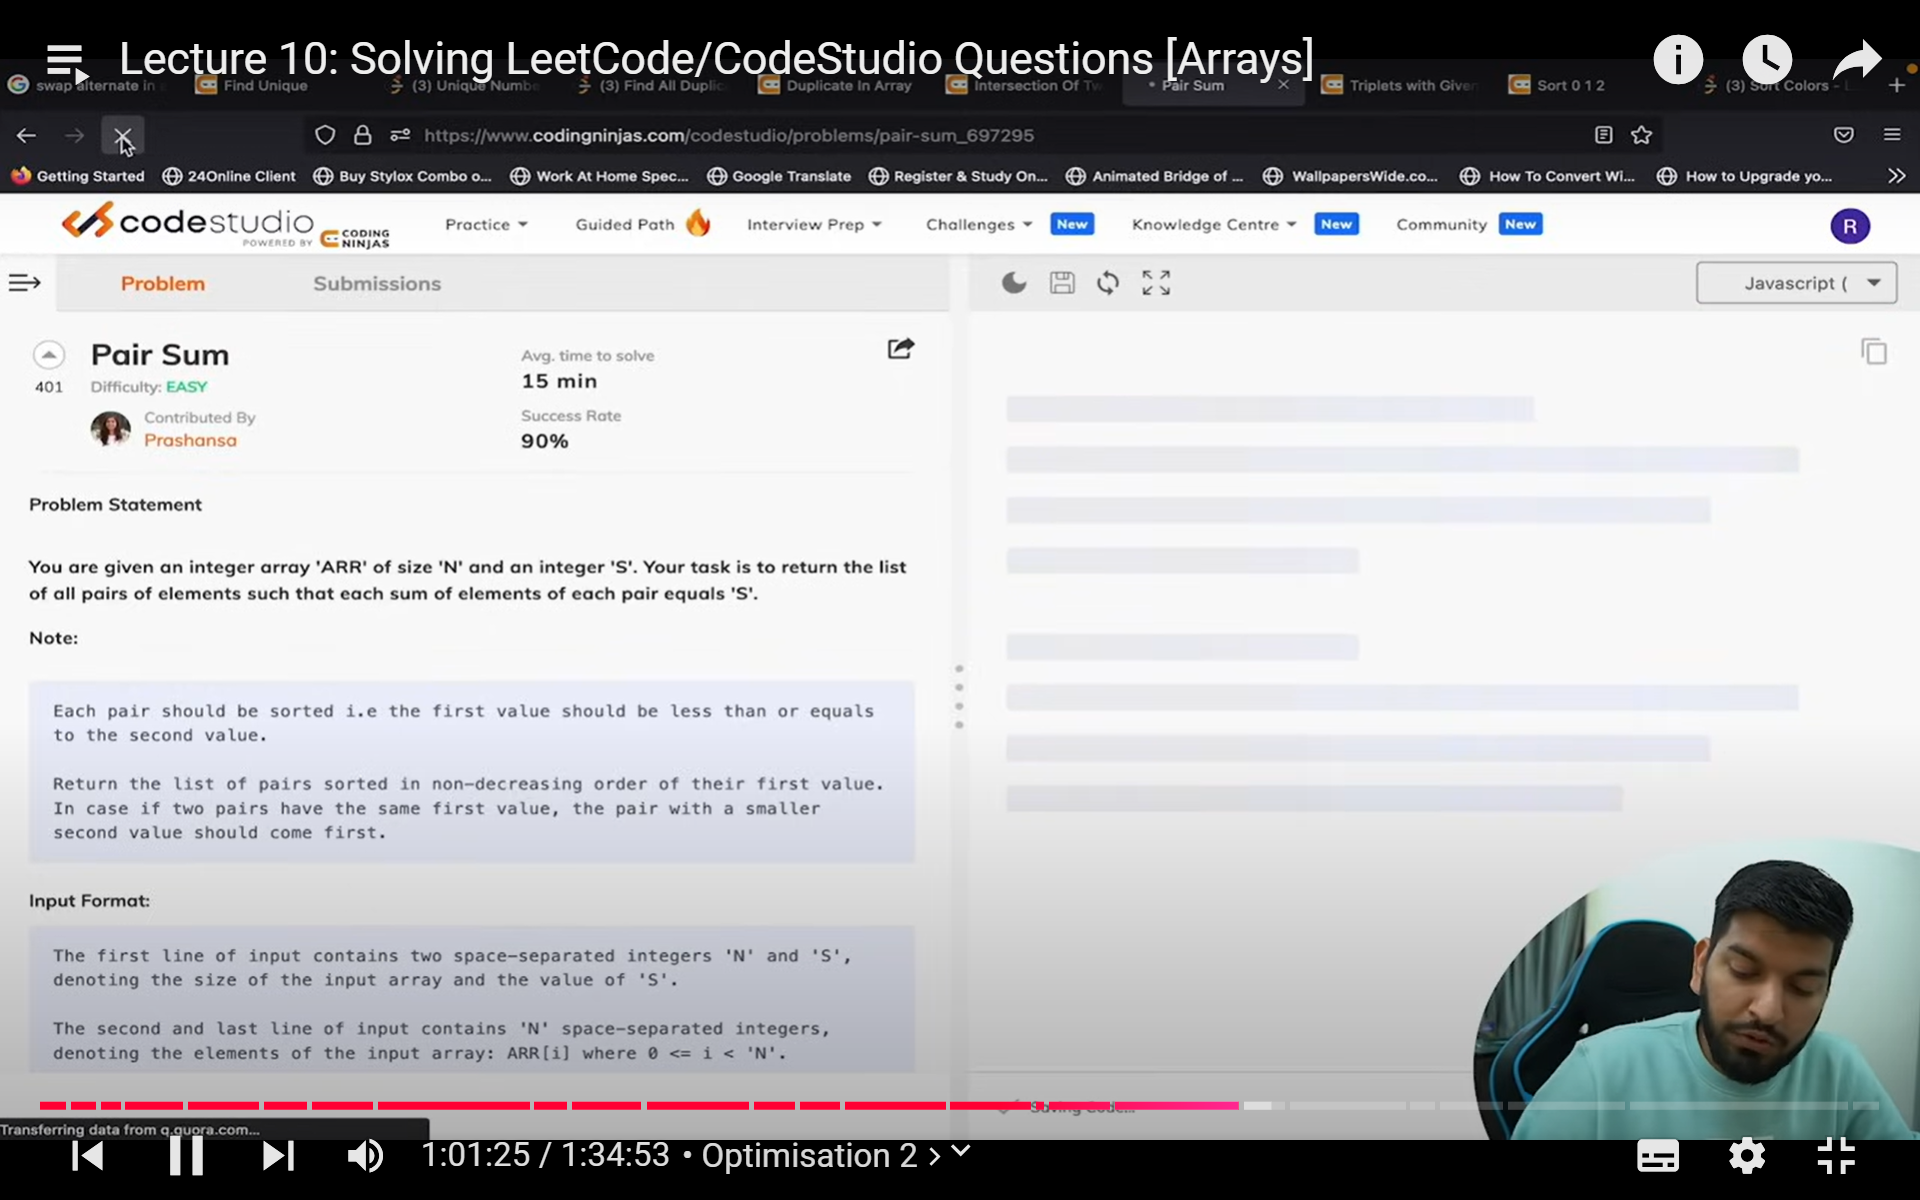 Lecture 10: Solving LeetCode/CodeStudio Questions [Arrays]
swap alternate in
Find Unique
(3) Unique Numbe
(3) Find All Duplic
Duplicate In Array
Intersection Of Tw
Pair Sum
Triplets with Given
Sort 0 1 2
(3) Sort Colors - L
https://www.codingninjas.com/codestudio/problems/pair-sum_697295
Getting Started
24Online Client
Buy Stylox Combo o...
Work At Home Spec...
Google Translate
Register & Study On...
Animated Bridge of ...
WallpapersWide.co...
How To Convert Wi...
How to Upgrade yo...
codestudio
POWERED BY CODING NINJAS
Practice
Guided Path
Interview Prep
Challenges New
Knowledge Centre New
Community New
R
Problem
Submissions
Javascript (
Pair Sum
401
Difficulty: EASY
Contributed By
Prashansa
Avg. time to solve
15 min
Success Rate
90%
Problem Statement
You are given an integer array 'ARR' of size 'N' and an integer 'S'. Your task is to return the list
of all pairs of elements such that each sum of elements of each pair equals 'S'.
Note:
Each pair should be sorted i.e the first value should be less than or equals
to the second value.
Return the list of pairs sorted in non-decreasing order of their first value.
In case if two pairs have the same first value, the pair with a smaller
second value should come first.
Input Format:
The first line of input contains two space-separated integers 'N' and 'S',
denoting the size of the input array and the value of 'S'.
The second and last line of input contains 'N' space-separated integers,
denoting the elements of the input array: ARR[i] where 0 <= i < 'N'.
Saving Code...
Transferring data from q.quora.com...
1:01:25 / 1:34:53 • Optimisation 2